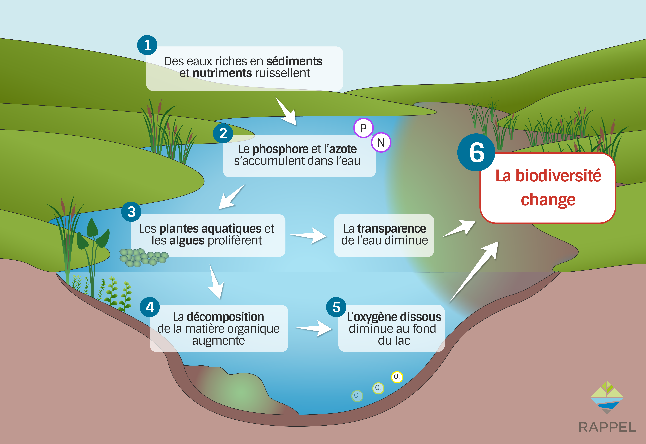 1
Des eaux riches en sédiments
et nutriments ruissellent
2
P
N
Le phosphore et l'azote
s'accumulent dans l'eau
6
La biodiversité
change
3
Les plantes aquatiques et
les algues prolifèrent
La transparence
de l'eau diminue
4
La décomposition
de la matière organique
augmente
5
L'oxygène dissous
diminue au fond
du lac
RAPPEL